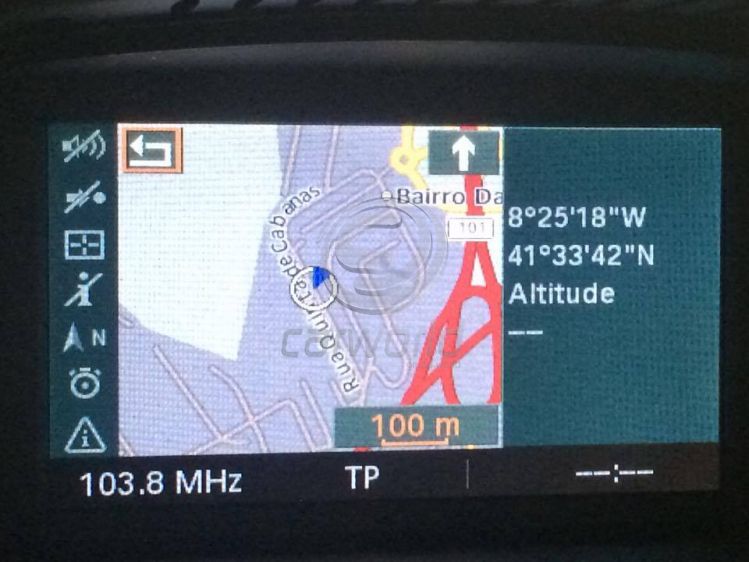 Bairro Da
101
Rua Quinta de Cabanas
8°25'18"W
41°33'42"N
Altitude
--
N
100 m
103.8 MHz TP --:--
carword